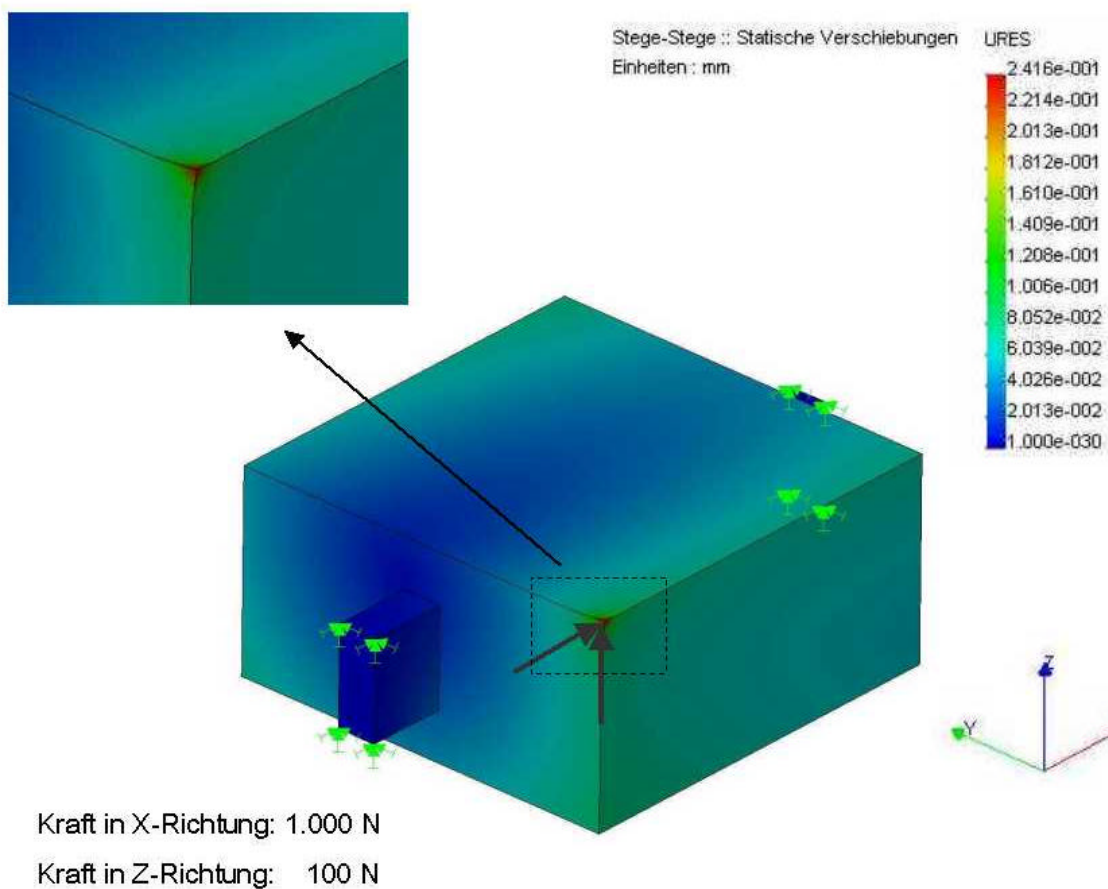 Stege-Stege :: Statische Verschiebungen
Einheiten : mm
URES
2.416e-001
2.214e-001
2.013e-001
1.812e-001
1.610e-001
1.409e-001
1.208e-001
1.006e-001
8.052e-002
6.039e-002
4.026e-002
2.013e-002
1.000e-030
Z
Y
Kraft in X-Richtung: 1.000 N
Kraft in Z-Richtung: 100 N